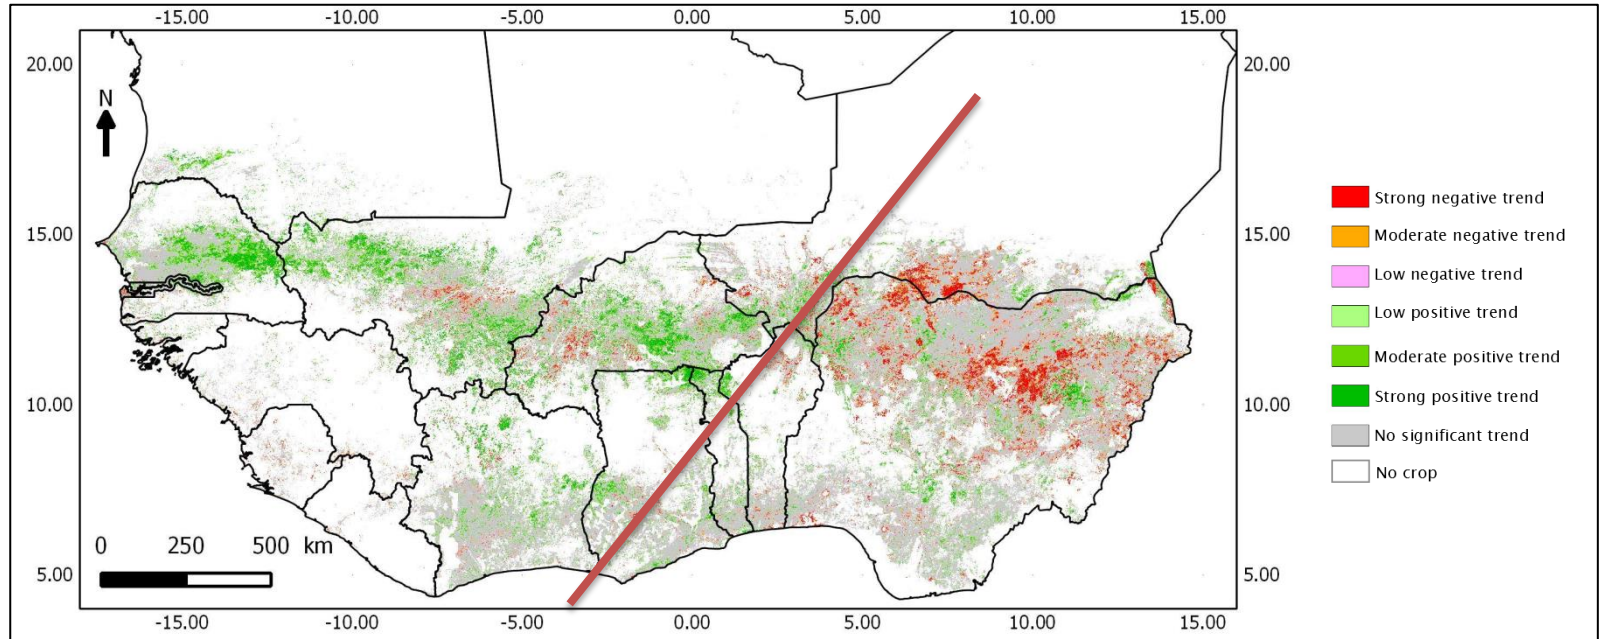 -15.00 -10.00 -5.00 0.00 5.00 10.00 15.00
20.00 20.00
N
15.00 15.00
10.00 10.00
5.00 5.00
0 250 500 km
-15.00 -10.00 -5.00 0.00 5.00 10.00 15.00
Strong negative trend
Moderate negative trend
Low negative trend
Low positive trend
Moderate positive trend
Strong positive trend
No significant trend
No crop